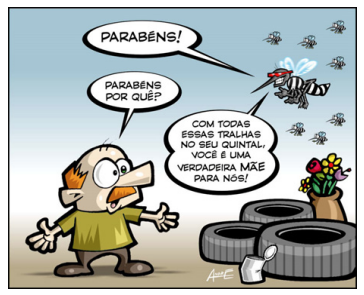 PARABÉNS!
PARABÉNS
POR QUÊ?
COM TODAS
ESSAS TRALHAS
NO SEU QUINTAL,
VOCÊ É UMA
VERDADEIRA MÃE
PARA NÓS!